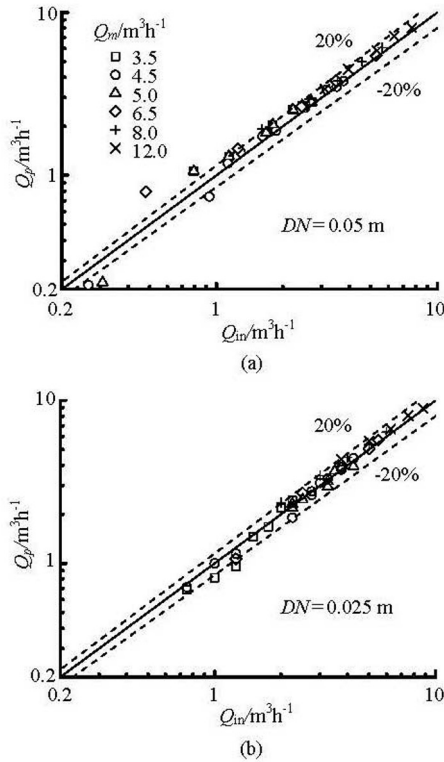 (a)
10
Qm/m³h⁻¹
3.5
4.5
5.0
6.5
8.0
12.0
20%
-20%
Qp/m³h⁻¹
1
DN=0.05 m
0.2
0.2
1
10
Qin/m³h⁻¹
(a)
10
20%
-20%
Qp/m³h⁻¹
1
DN=0.025 m
0.2
0.2
1
10
Qin/m³h⁻¹
(b)